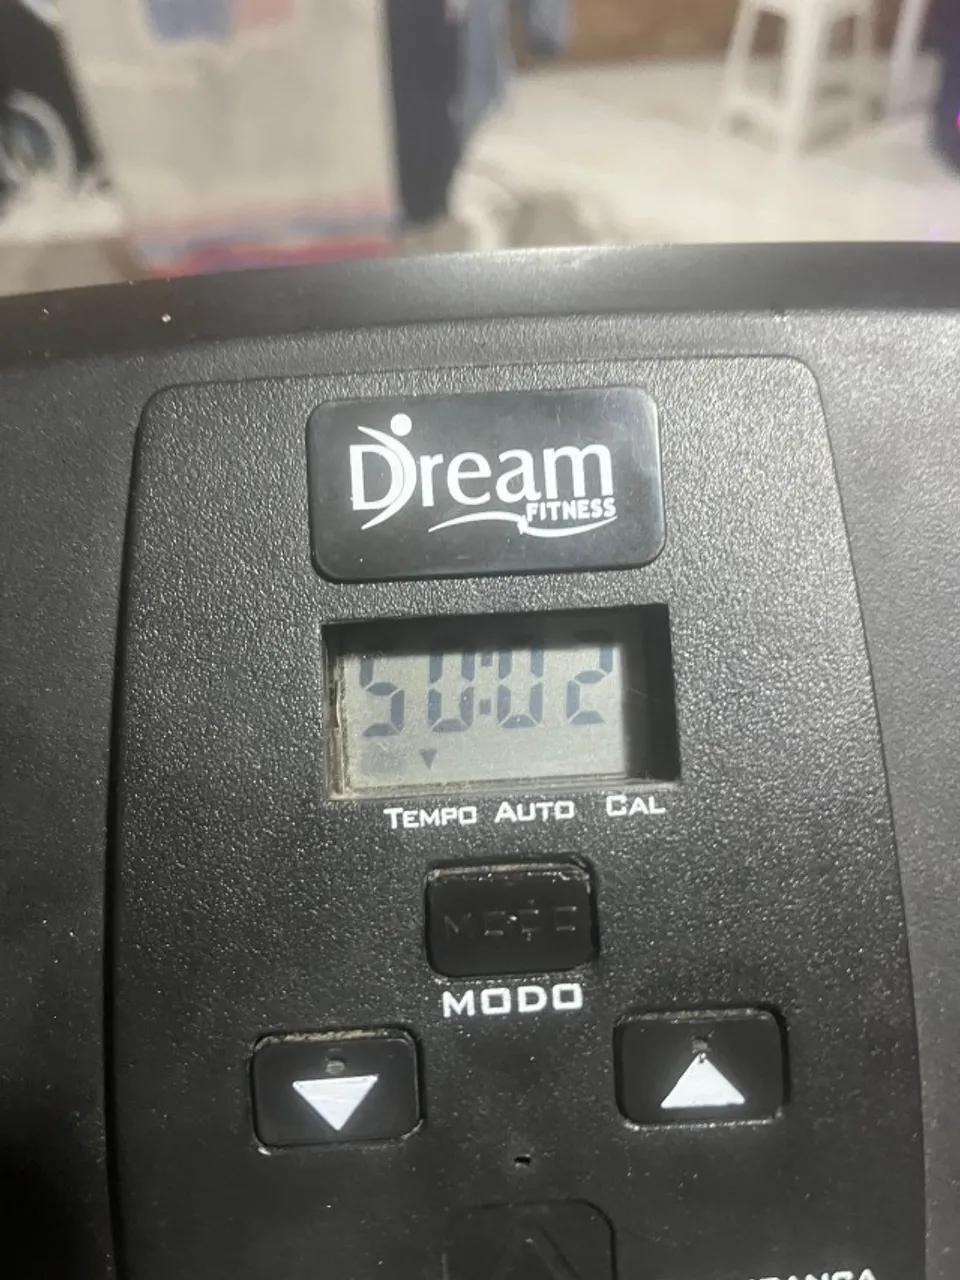 Dream
FITNESS
50:02
TEMPO AUTO CAL
MODO